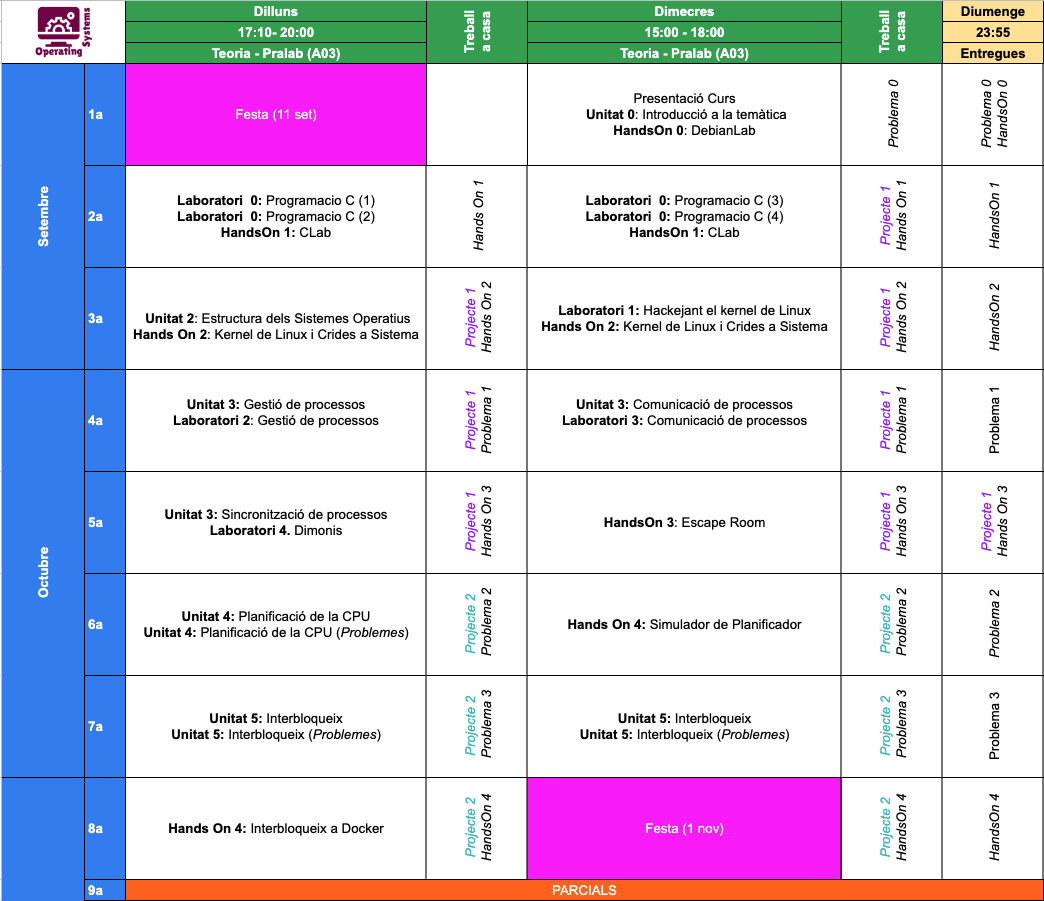 Operating
Systems
Dilluns
17:10- 20:00
Teoria - Pralab (A03)
Treball
a casa
Dimecres
15:00 - 18:00
Teoria - Pralab (A03)
Treball
a casa
Diumenge
23:55
Entregues
Setembre
1a
Festa (11 set)
Presentació Curs
Unitat 0: Introducció a la temàtica
HandsOn 0: DebianLab
Problema 0
Problema 0
HandsOn 0
2a
Laboratori  0: Programacio C (1)
Laboratori  0: Programacio C (2)
HandsOn 1: CLab
Hands On 1
Laboratori  0: Programacio C (3)
Laboratori  0: Programacio C (4)
HandsOn 1: CLab
Projecte 1
Hands On 1
HandsOn 1
3a
Unitat 2: Estructura dels Sistemes Operatius
Hands On 2: Kernel de Linux i Crides a Sistema
Projecte 1
Hands On 2
Laboratori 1: Hackejant el kernel de Linux
Hands On 2: Kernel de Linux i Crides a Sistema
Projecte 1
Hands On 2
HandsOn 2
Octubre
4a
Unitat 3: Gestió de processos
Laboratori 2: Gestió de processos
Projecte 1
Problema 1
Unitat 3: Comunicació de processos
Laboratori 3: Comunicació de processos
Projecte 1
Problema 1
Problema 1
5a
Unitat 3: Sincronització de processos
Laboratori 4. Dimonis
Projecte 1
Hands On 3
HandsOn 3: Escape Room
Projecte 1
Hands On 3
Projecte 1
Hands On 3
6a
Unitat 4: Planificació de la CPU
Unitat 4: Planificació de la CPU (Problemes)
Projecte 2
Problema 2
Hands On 4: Simulador de Planificador
Projecte 2
Problema 2
Problema 2
7a
Unitat 5: Interbloqueix
Unitat 5: Interbloqueix (Problemes)
Projecte 2
Problema 3
Unitat 5: Interbloqueix
Unitat 5: Interbloqueix (Problemes)
Projecte 2
Problema 3
Problema 3
8a
Hands On 4: Interbloqueix a Docker
Projecte 2
HandsOn 4
Festa (1 nov)
Projecte 2
HandsOn 4
HandsOn 4
9a
PARCIALS